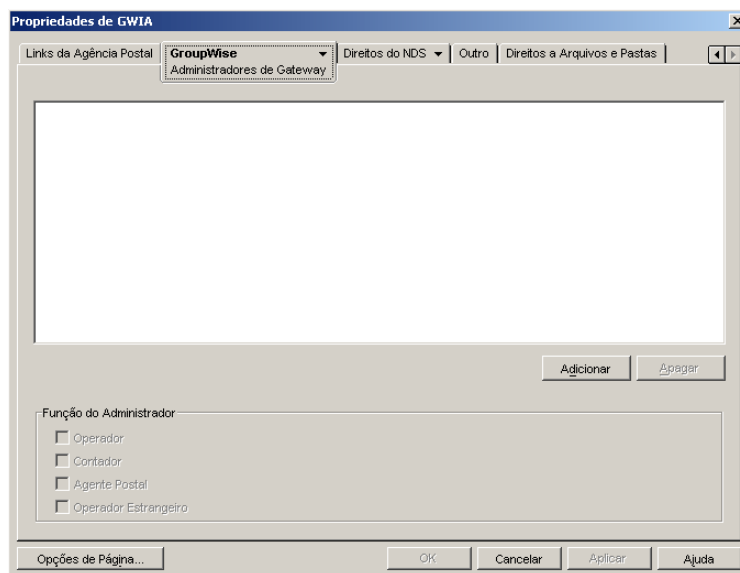 Propriedades de GWIA
Links da Agência Postal GroupWise Direitos do NDS Outro Direitos a Arquivos e Pastas
Administradores de Gateway
Adicionar Apagar
Função do Administrador
Operador
Contador
Agente Postal
Operador Estrangeiro
Opções de Página... OK Cancelar Aplicar Ajuda